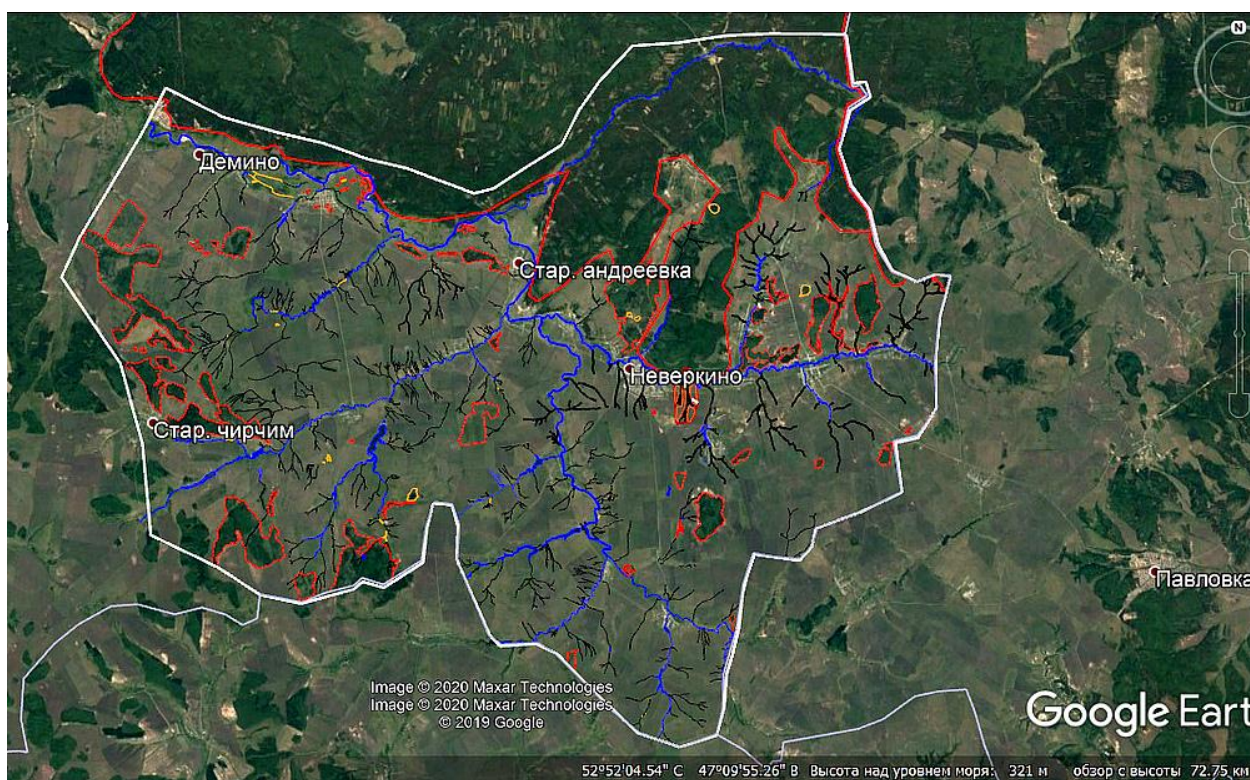 N
Демино
Стар. андреевка
Неверкино
Стар. чирчим
Павловка
Image © 2020 Maxar Technologies
Image © 2020 Maxar Technologies
© 2019 Google
Google Eart
52°52'04.54" С 47°09'55.26" В Высота над уровнем моря: 321 м обзор с высоты 72.75 км